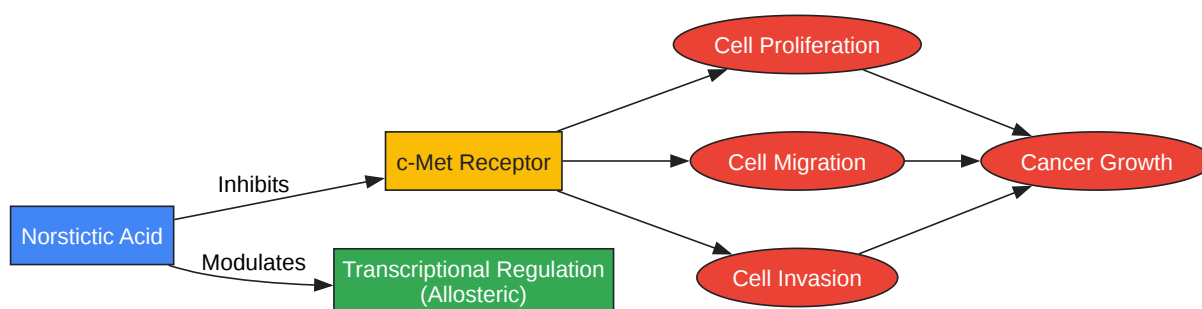 Cell Proliferation
c-Met Receptor
Cell Migration
Cancer Growth
Inhibits
Norstictic Acid
Modulates
Transcriptional Regulation
(Allosteric)
Cell Invasion